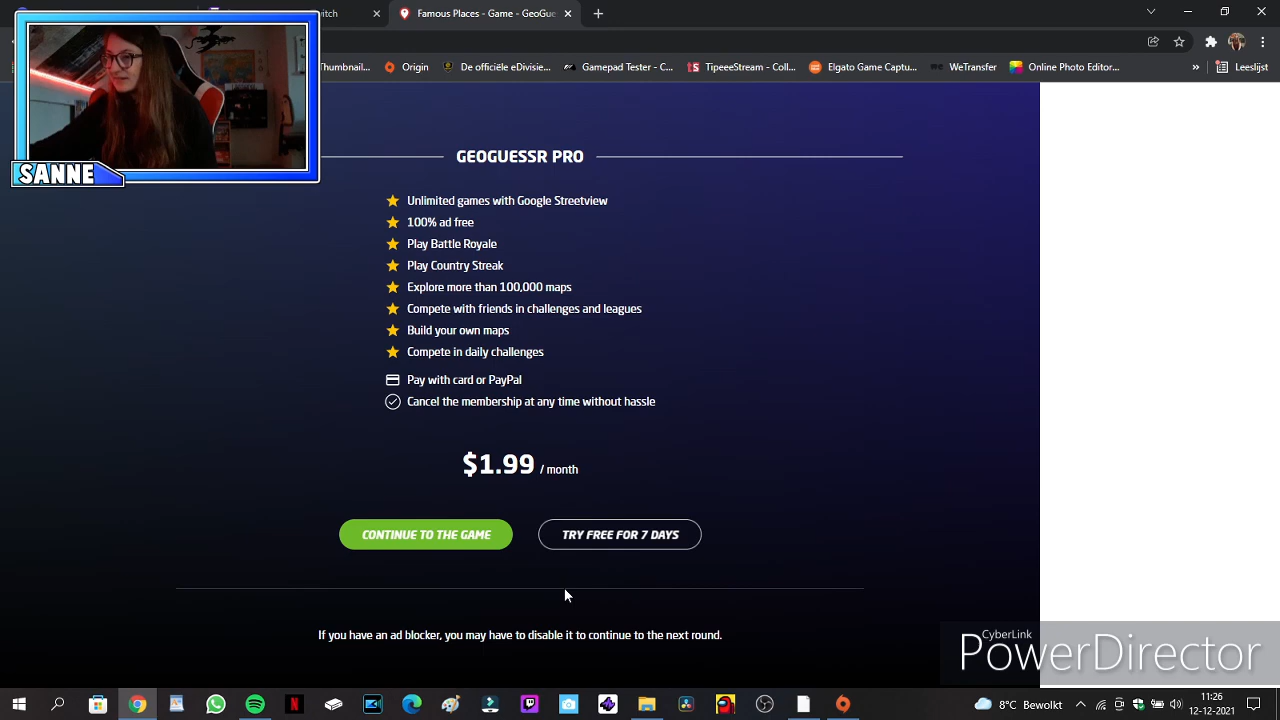 itch
Famous Places - Game - GeoGues
Thumbnail...
Origin
De officiële eDivisie...
Gamepad Tester - C...
TipeeeStream - Coll...
Elgato Game Captu...
WeTransfer
Online Photo Editor...
»
Leeslijst
SANNE
GEOGUESSR PRO
Unlimited games with Google Streetview
100% ad free
Play Battle Royale
Play Country Streak
Explore more than 100,000 maps
Compete with friends in challenges and leagues
Build your own maps
Compete in daily challenges
Pay with card or PayPal
Cancel the membership at any time without hassle
$1.99 / month
CONTINUE TO THE GAME
TRY FREE FOR 7 DAYS
If you have an ad blocker, you may have to disable it to continue to the next round.
CyberLink
PowerDirector
8°C Bewolkt
11:26
12-12-2021